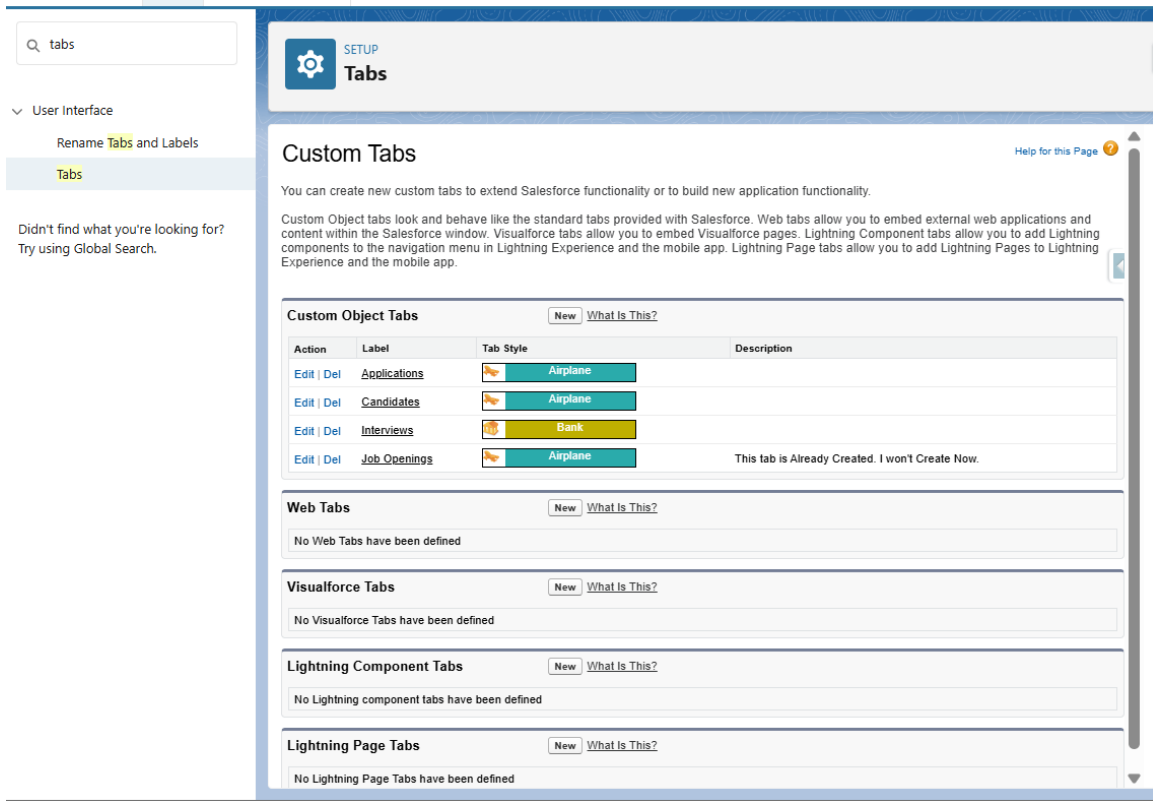 tabs
User Interface
Rename Tabs and Labels
Tabs
Didn't find what you're looking for?
Try using Global Search.
SETUP
Tabs
Custom Tabs
Help for this Page ?
You can create new custom tabs to extend Salesforce functionality or to build new application functionality.
Custom Object tabs look and behave like the standard tabs provided with Salesforce. Web tabs allow you to embed external web applications and
content within the Salesforce window. Visualforce tabs allow you to embed Visualforce pages. Lightning Component tabs allow you to add Lightning
components to the navigation menu in Lightning Experience and the mobile app. Lightning Page tabs allow you to add Lightning Pages to Lightning
Experience and the mobile app.
Custom Object Tabs New What Is This?
Action Label Tab Style Description
Edit | Del Applications Airplane
Edit | Del Candidates Airplane
Edit | Del Interviews Bank
Edit | Del Job Openings Airplane This tab is Already Created. I won't Create Now.
Web Tabs New What Is This?
No Web Tabs have been defined
Visualforce Tabs New What Is This?
No Visualforce Tabs have been defined
Lightning Component Tabs New What Is This?
No Lightning component tabs have been defined
Lightning Page Tabs New What Is This?
No Lightning Page Tabs have been defined